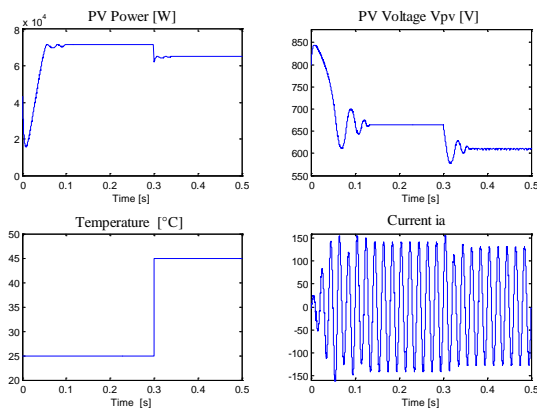 PV Power [W]
x 10
4
8
6
4
2
0
0 0.1 0.2 0.3 0.4 0.5
Time [s]
PV Voltage Vpv [V]
850
800
750
700
650
600
550
0 0.1 0.2 0.3 0.4 0.5
Time [s]
Temperature [°C]
45
40
35
30
25
20
0 0.1 0.2 0.3 0.4 0.5
Time [s]
Current ia
150
100
50
0
-50
-100
-150
0 0.1 0.2 0.3 0.4 0.5
Time [s]